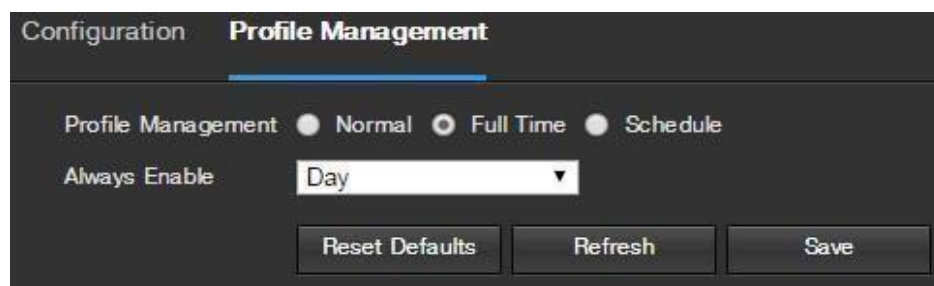 Configuration Profile Management
Profile Management Normal Full Time Schedule
Always Enable Day
Reset Defaults Refresh Save